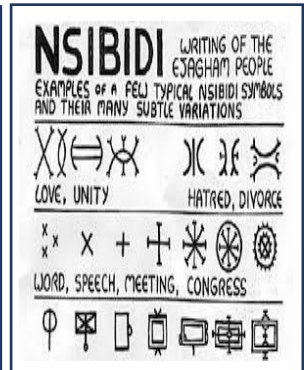 NSIBIDI WRITING OF THE
EJAGHAM PEOPLE
EXAMPLES OF A FEW TYPICAL NSIBIDI SYMBOLS
AND THEIR MANY SUBTLE VARIATIONS
LOVE, UNITY HATRED, DIVORCE
WORD, SPEECH, MEETING, CONGRESS